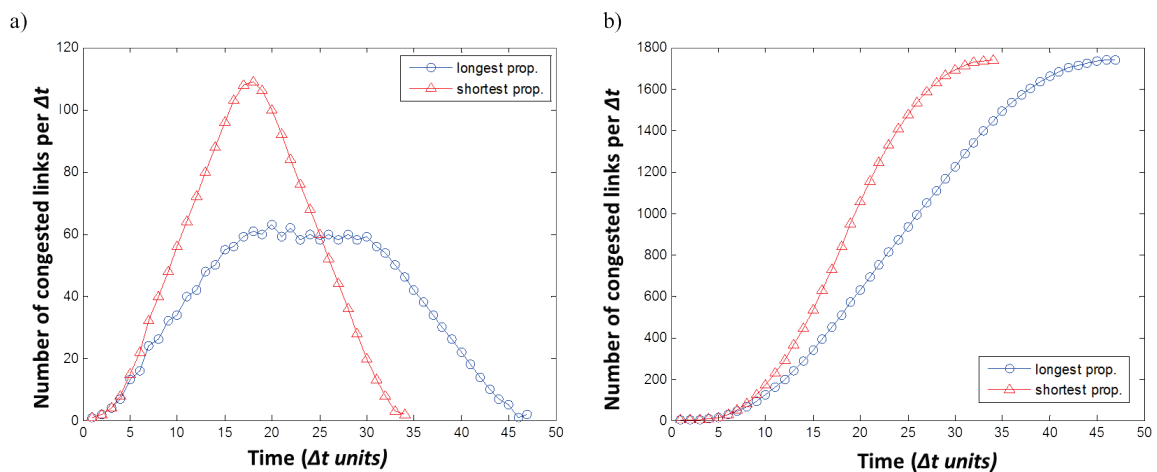 a)
120
100
80
60
40
20
0
0 5 10 15 20 25 30 35 40 45 50
Number of congested links per Δt
Time (Δt units)
longest prop.
shortest prop.
b)
1800
1600
1400
1200
1000
800
600
400
200
0
0 5 10 15 20 25 30 35 40 45 50
Number of congested links per Δt
Time (Δt units)
longest prop.
shortest prop.